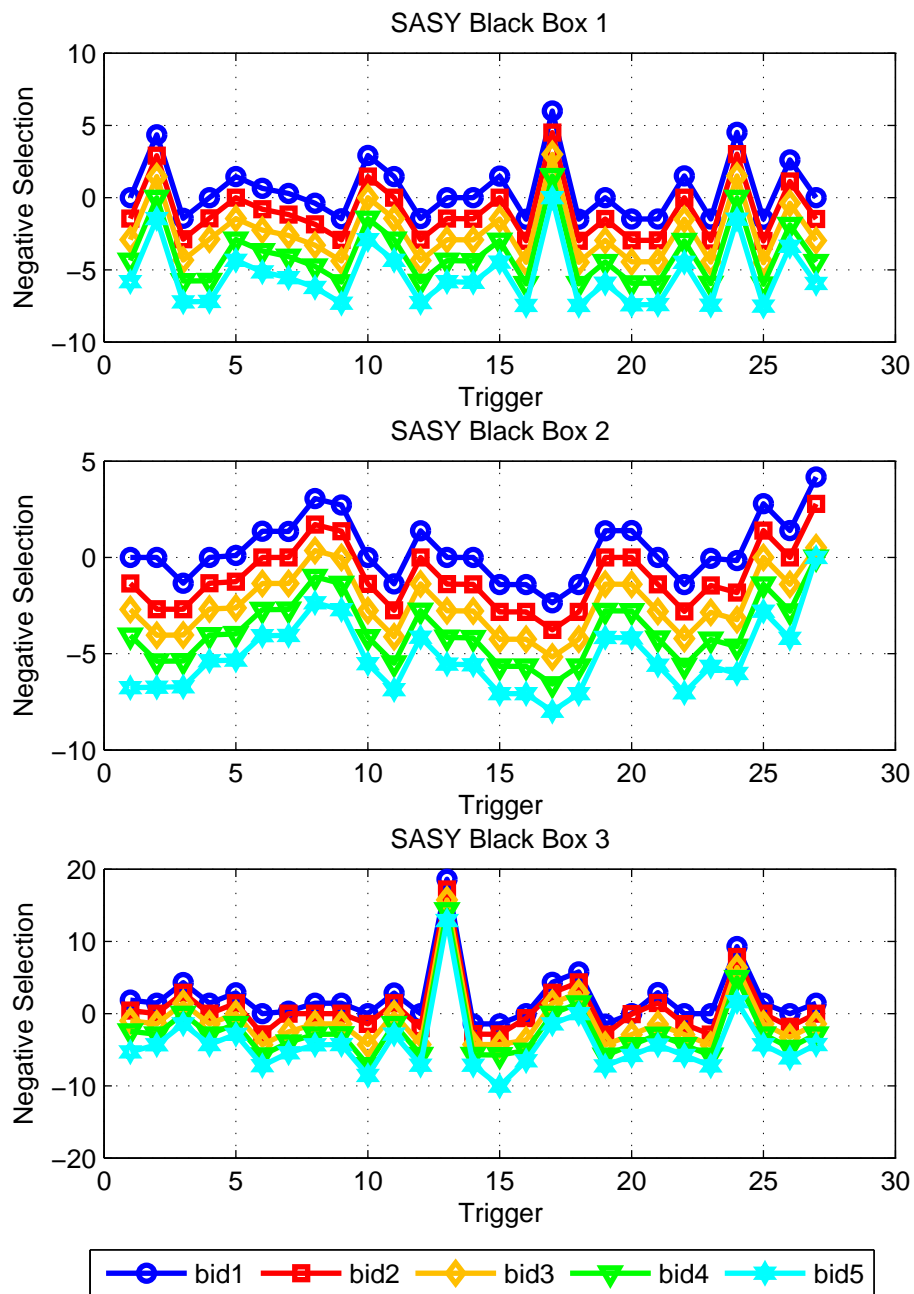 SASY Black Box 1
10
5
0
−5
−10
Negative Selection
0 5 10 15 20 25 30
Trigger
SASY Black Box 2
5
0
−5
−10
Negative Selection
0 5 10 15 20 25 30
Trigger
SASY Black Box 3
20
10
0
−10
−20
Negative Selection
0 5 10 15 20 25 30
Trigger
bid1 bid2 bid3 bid4 bid5